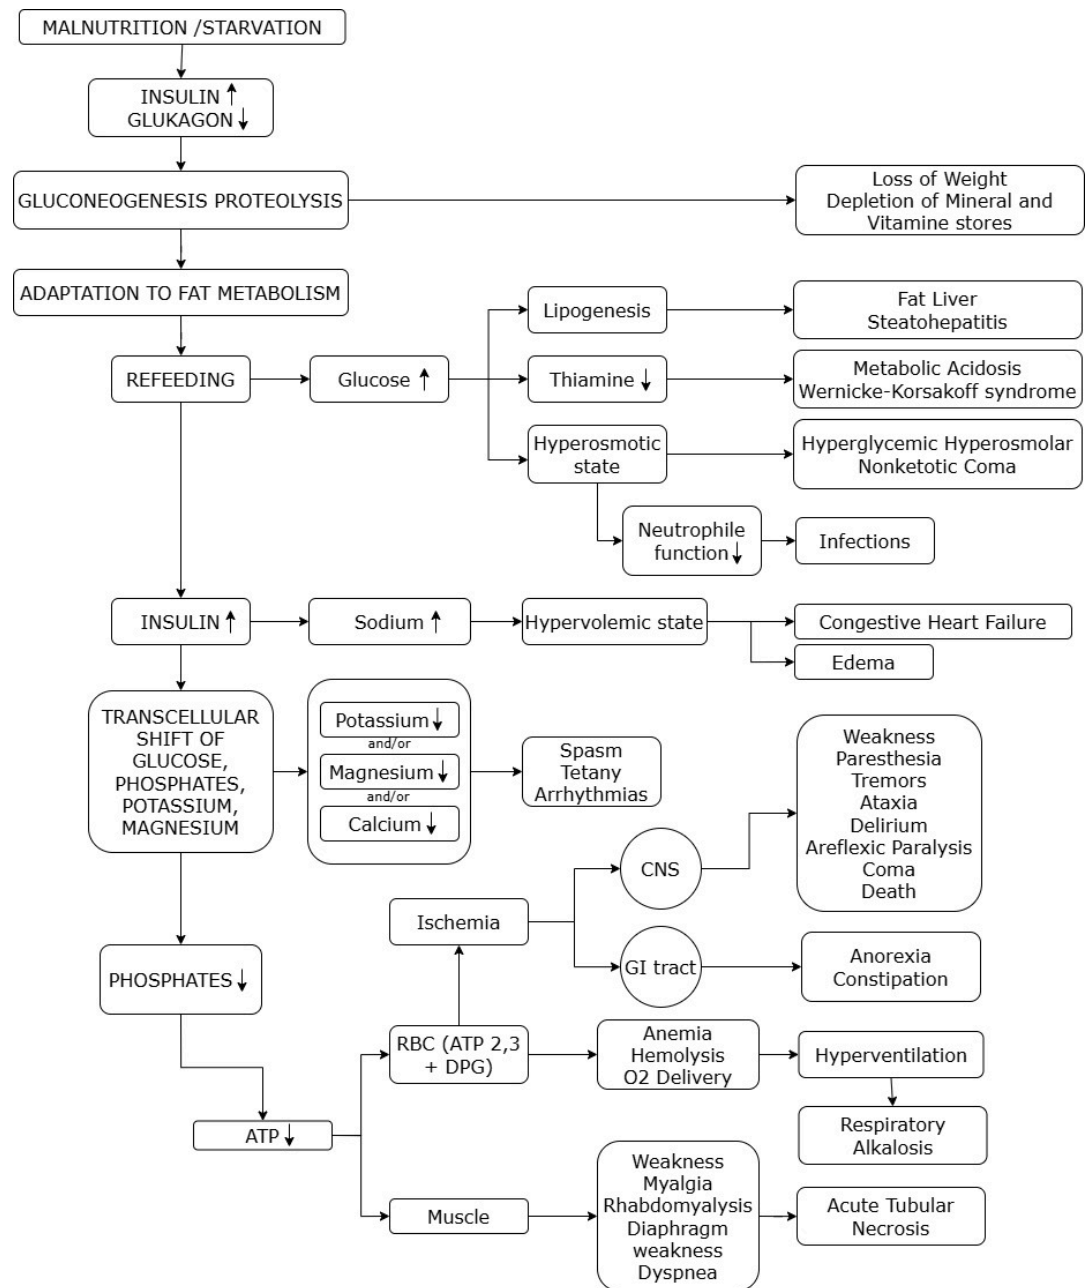 MALNUTRITION /STARVATION
INSULIN ↑
GLUKAGON ↓
GLUCONEOGENESIS PROTEOLYSIS
Loss of Weight
Depletion of Mineral and
Vitamine stores
ADAPTATION TO FAT METABOLISM
REFEEDING
Glucose ↑
Lipogenesis
Fat Liver
Steatohepatitis
Thiamine ↓
Metabolic Acidosis
Wernicke-Korsakoff syndrome
Hyperosmotic
state
Hyperglycemic Hyperosmolar
Nonketotic Coma
Neutrophile
function ↓
Infections
INSULIN ↑
Sodium ↑
Hypervolemic state
Congestive Heart Failure
Edema
TRANSCELLULAR
SHIFT OF
GLUCOSE,
PHOSPHATES,
POTASSIUM,
MAGNESIUM
Potassium ↓
and/or
Magnesium ↓
and/or
Calcium ↓
Spasm
Tetany
Arrhythmias
PHOSPHATES ↓
ATP ↓
RBC (ATP 2,3
+ DPG)
Ischemia
CNS
Weakness
Paresthesia
Tremors
Ataxia
Delirium
Areflexic Paralysis
Coma
Death
GI tract
Anorexia
Constipation
Anemia
Hemolysis
O2 Delivery
Hyperventilation
Respiratory
Alkalosis
Muscle
Weakness
Myalgia
Rhabdomyalysis
Diaphragm
weakness
Dyspnea
Acute Tubular
Necrosis